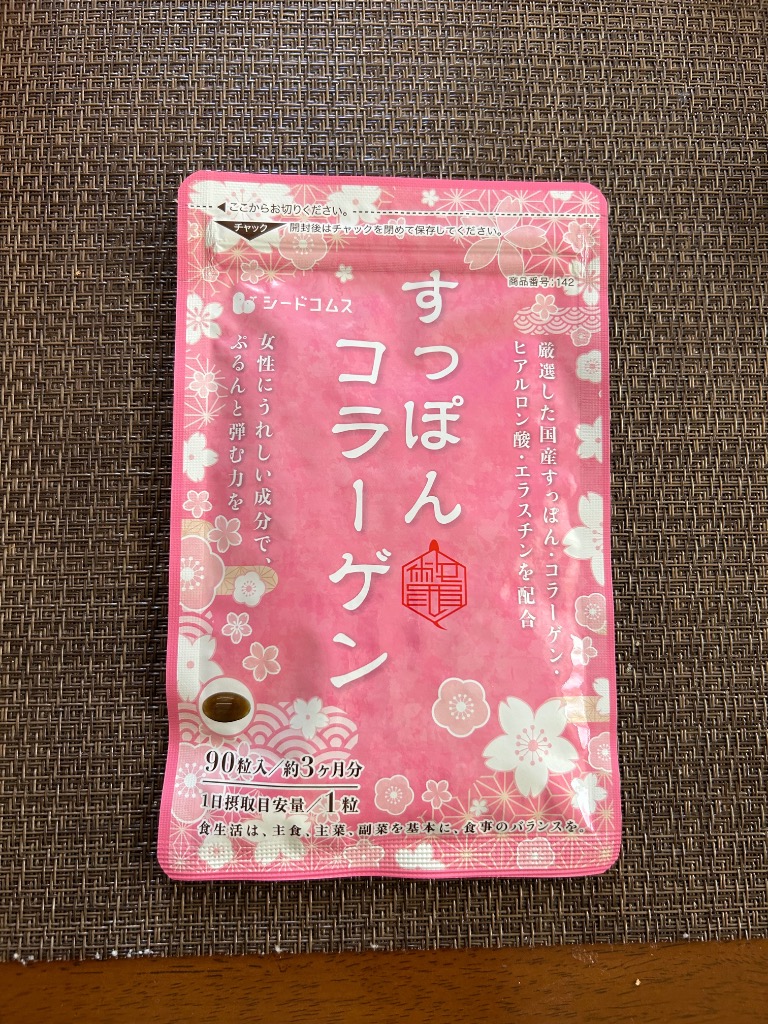 ここからお切りください。
チャック
開封後はチャックを閉めて保存してください。
商品番号:142
シードコムス
厳選した国産すっぽん・コラーゲン・
ヒアルロン酸・エラスチンを配合
すっぽん
コラーゲン
女性にうれしい成分で、
ぷるんと弾む力を
90粒入/約3ヶ月分
1日摂取目安量/1粒
食生活は、主食、主菜、副菜を基本に、食事のバランスを。